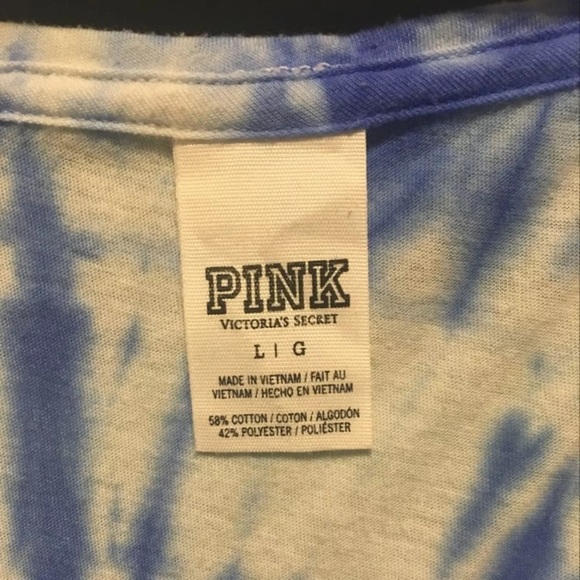 PINK
VICTORIA'S SECRET
L | G
MADE IN VIETNAM / FAIT AU
VIETNAM / HECHO EN VIETNAM
58% COTTON / COTON / ALGODÓN
42% POLYESTER / POLIÉSTER